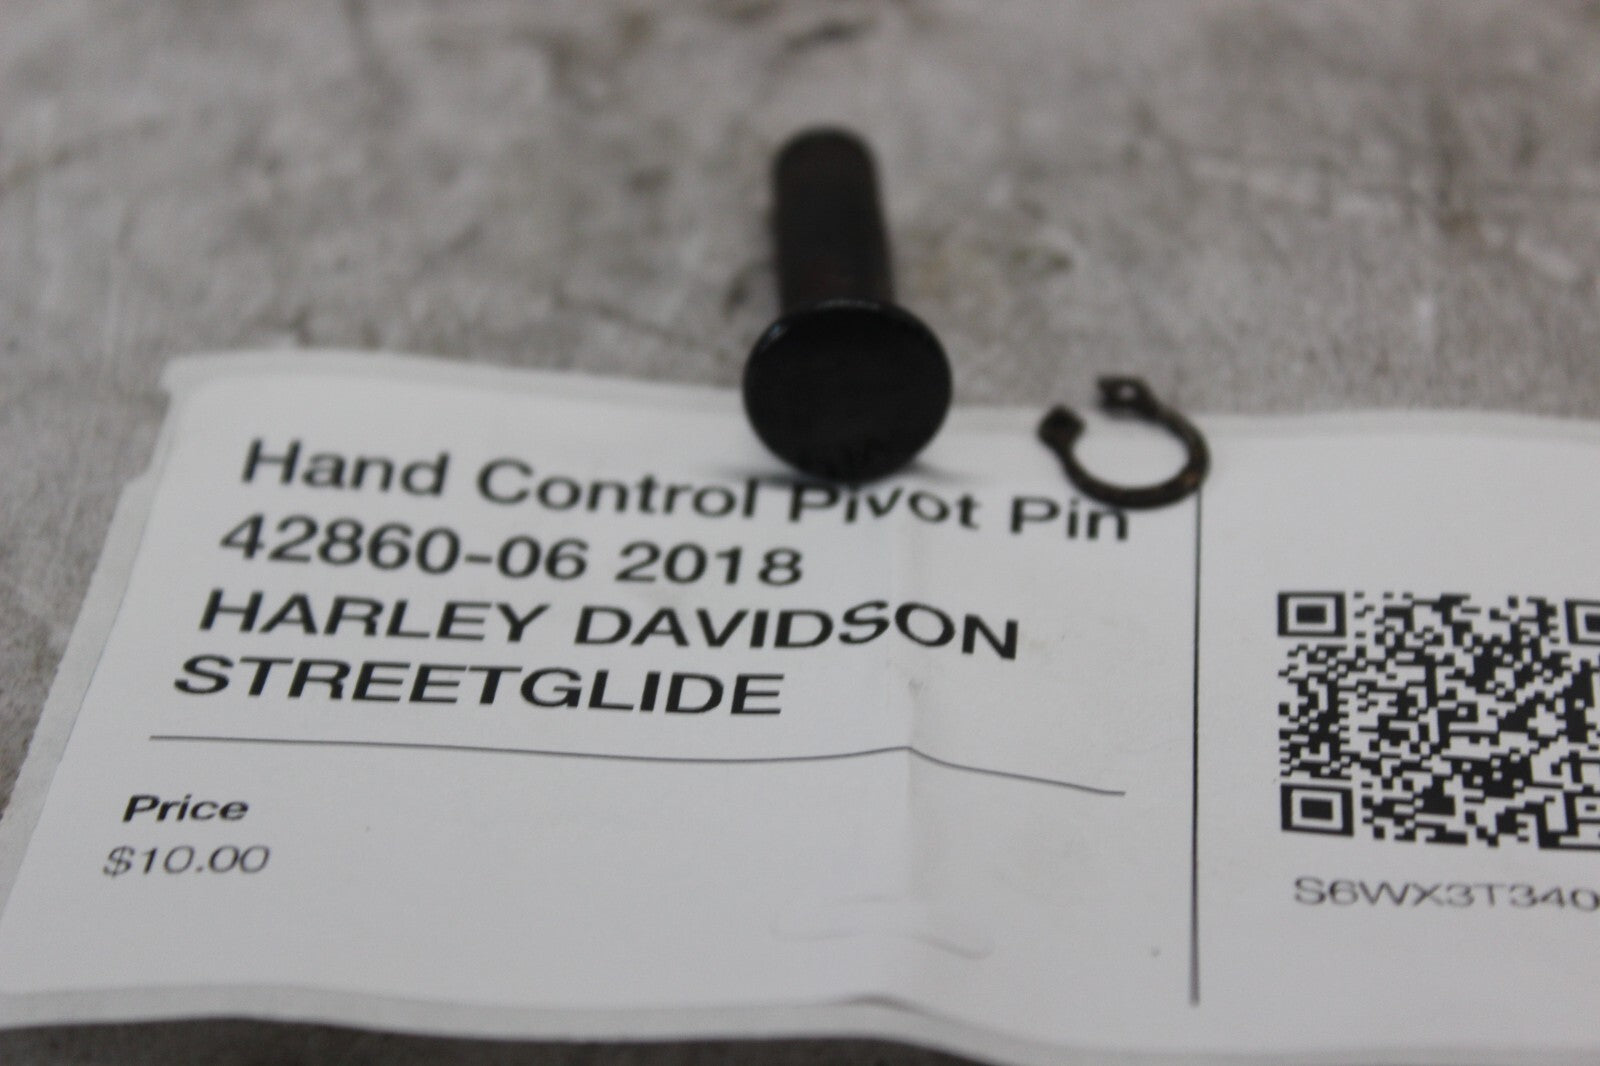 Hand Control Pivot Pin
42860-06 2018
HARLEY DAVIDSON
STREETGLIDE
Price
$10.00
S6WX3T340